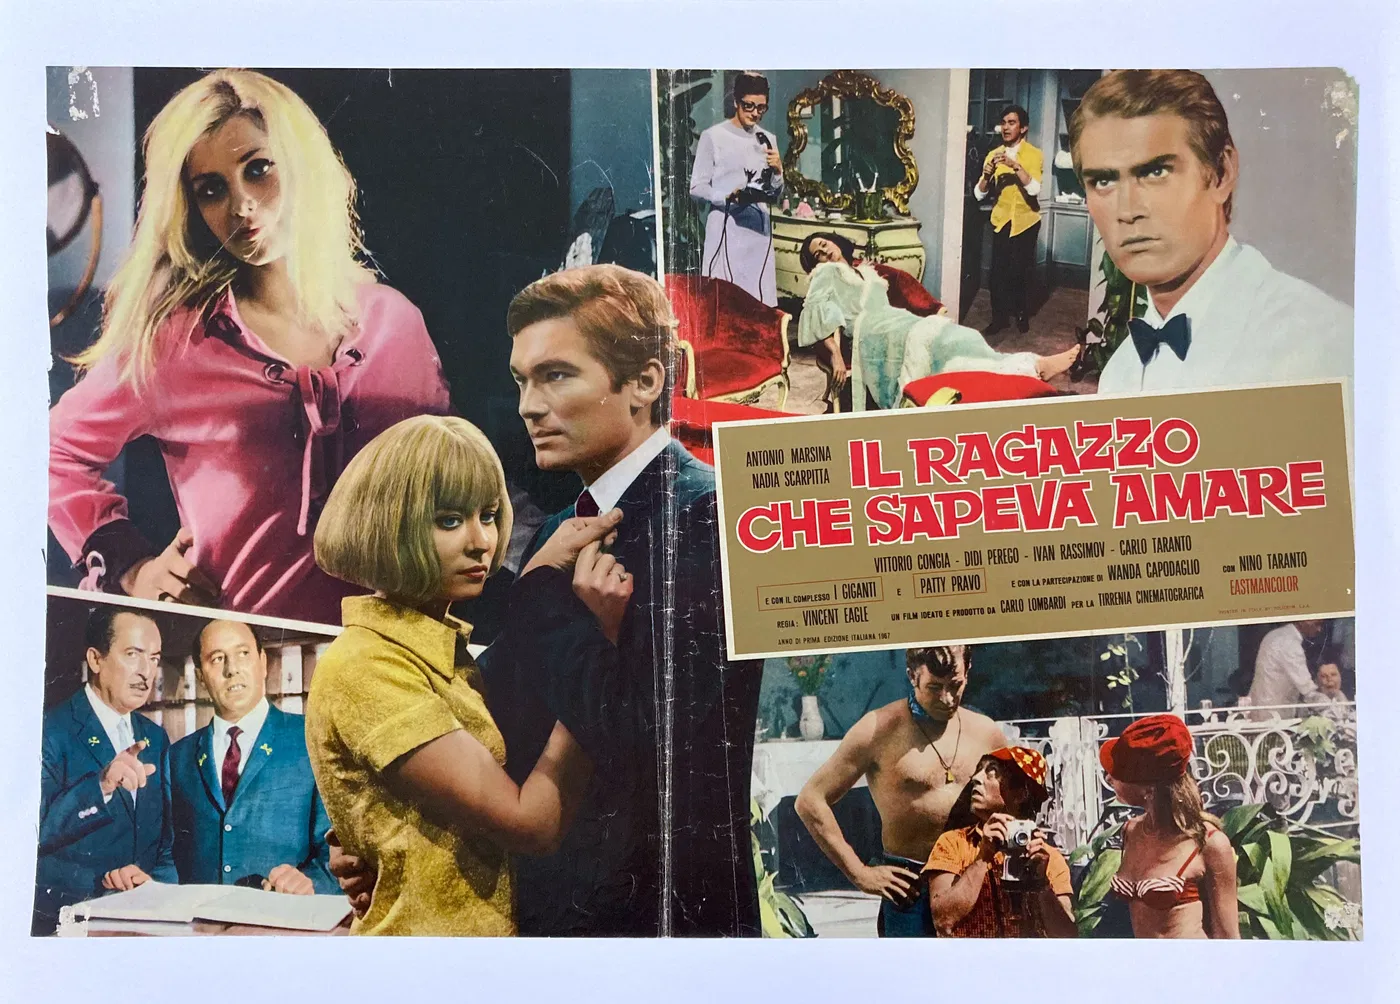 ANTONIO MARSINA
NADIA SCARPITTA
IL RAGAZZO
CHE SAPEVA AMARE
VITTORIO CONGIA - DIDI PEREGO - IVAN RASSIMOV - CARLO TARANTO
E CON IL COMPLESSO I GIGANTI E PATTY PRAVO E CON LA PARTECIPAZIONE DI WANDA CAPODAGLIO CON NINO TARANTO
REGIA: VINCENT EAGLE UN FILM IDEATO E PRODOTTO DA CARLO LOMBARDI PER LA TIRRENIA CINEMATOGRAFICA EASTMANCOLOR
ANNO DI PRIMA EDIZIONE ITALIANA 1967